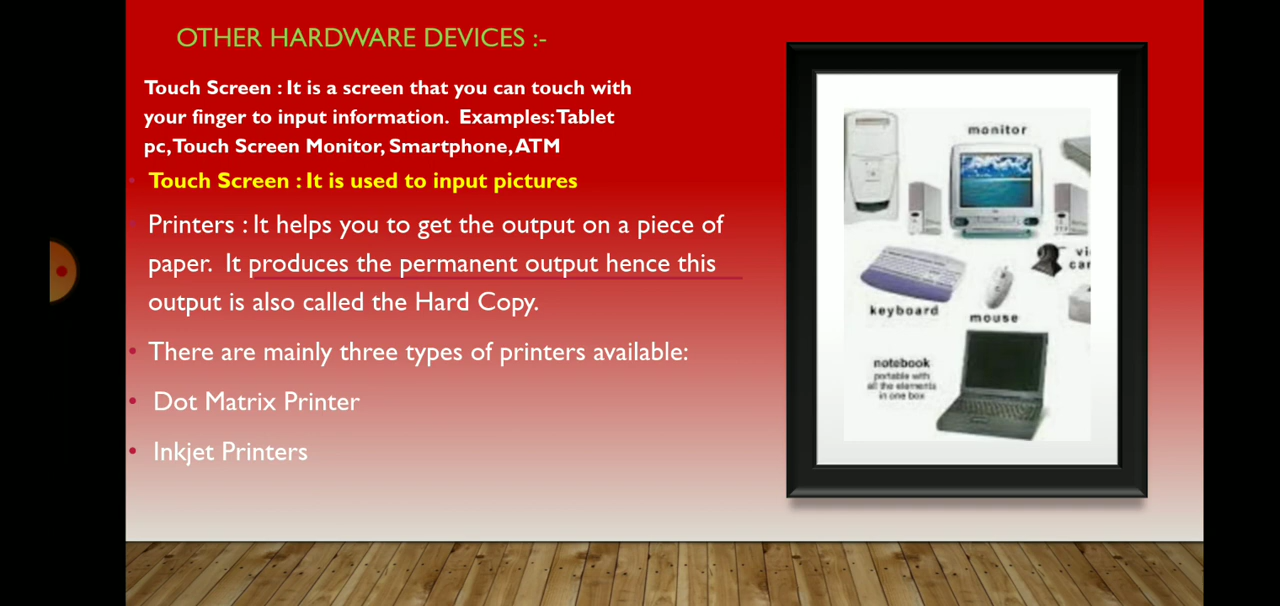 OTHER HARDWARE DEVICES :-
Touch Screen : It is a screen that you can touch with
your finger to input information.  Examples: Tablet
pc, Touch Screen Monitor, Smartphone, ATM
• Touch Screen : It is used to input pictures
Printers : It helps you to get the output on a piece of
paper.  It produces the permanent output hence this
output is also called the Hard Copy.
• There are mainly three types of printers available:
• Dot Matrix Printer
• Inkjet Printers
monitor
keyboard
mouse
notebook
portable with
all the elements
in one box